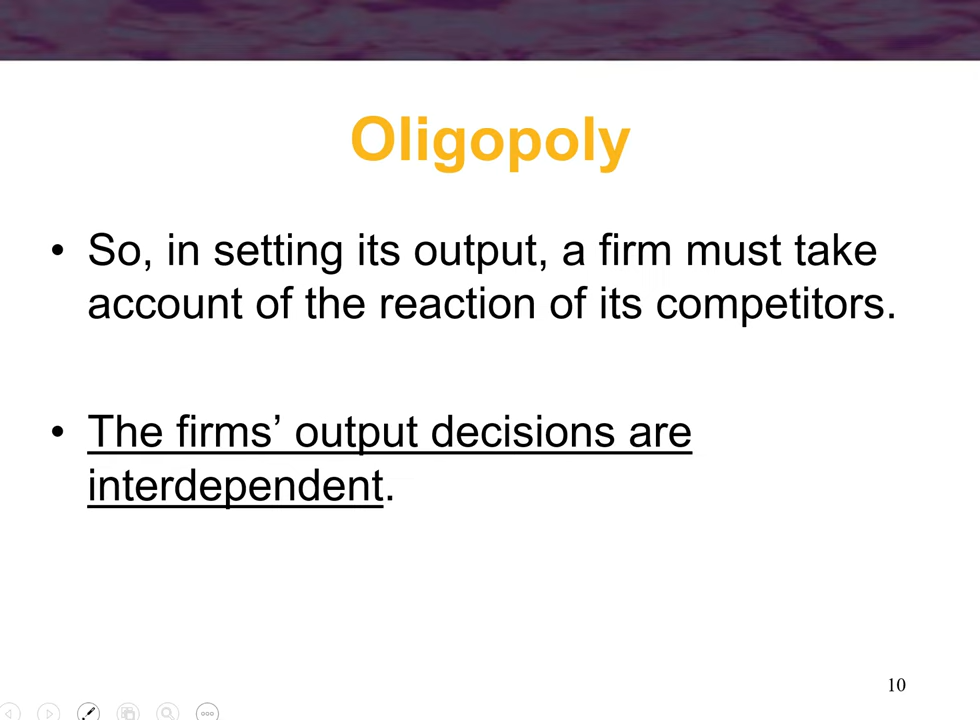 Oligopoly
• So, in setting its output, a firm must take
account of the reaction of its competitors.
• The firms’ output decisions are
interdependent.
10